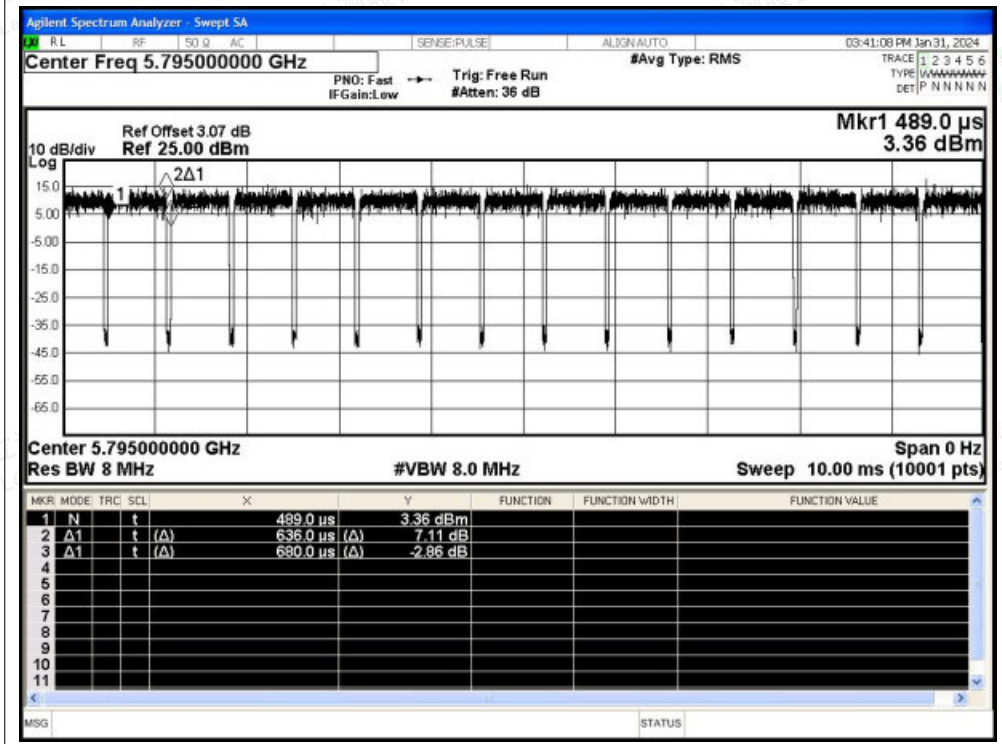 Agilent Spectrum Analyzer - Swept SA
RL RF 50 Ω AC SENSE:PULSE ALIGN AUTO 03:41:08 PM Jan 31, 2024
Center Freq 5.795000000 GHz #Avg Type: RMS TRACE 1 2 3 4 5 6
PNO: Fast Trig: Free Run TYPE
IFGain:Low #Atten: 36 dB DET P N N N N N
Mkr1 489.0 µs
Ref Offset 3.07 dB
10 dB/div Ref 25.00 dBm 3.36 dBm
Log
2Δ1
15.0
1
5.00
-5.00
-15.0
-25.0
-35.0
-45.0
-55.0
-65.0
Center 5.795000000 GHz Span 0 Hz
Res BW 8 MHz #VBW 8.0 MHz Sweep 10.00 ms (10001 pts)
MKR MODE TRC SCL X Y FUNCTION FUNCTION WIDTH FUNCTION VALUE
1 N t 489.0 µs 3.36 dBm
2 Δ1 t (Δ) 636.0 µs (Δ) 7.11 dB
3 Δ1 t (Δ) 680.0 µs (Δ) -2.86 dB
4
5
6
7
8
9
10
11
MSG STATUS